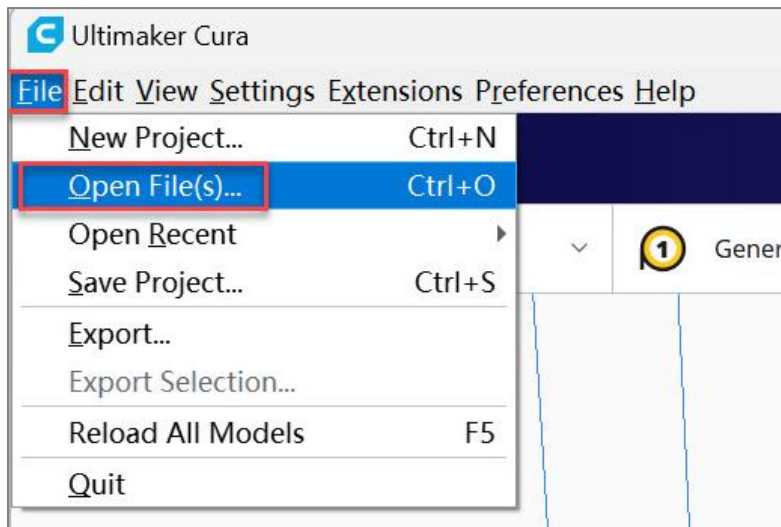 Ultimaker Cura
File Edit View Settings Extensions Preferences Help
New Project... Ctrl+N
Open File(s)... Ctrl+O
Open Recent
1
Save Project... Ctrl+S
Export...
Export Selection...
Reload All Models F5
Quit